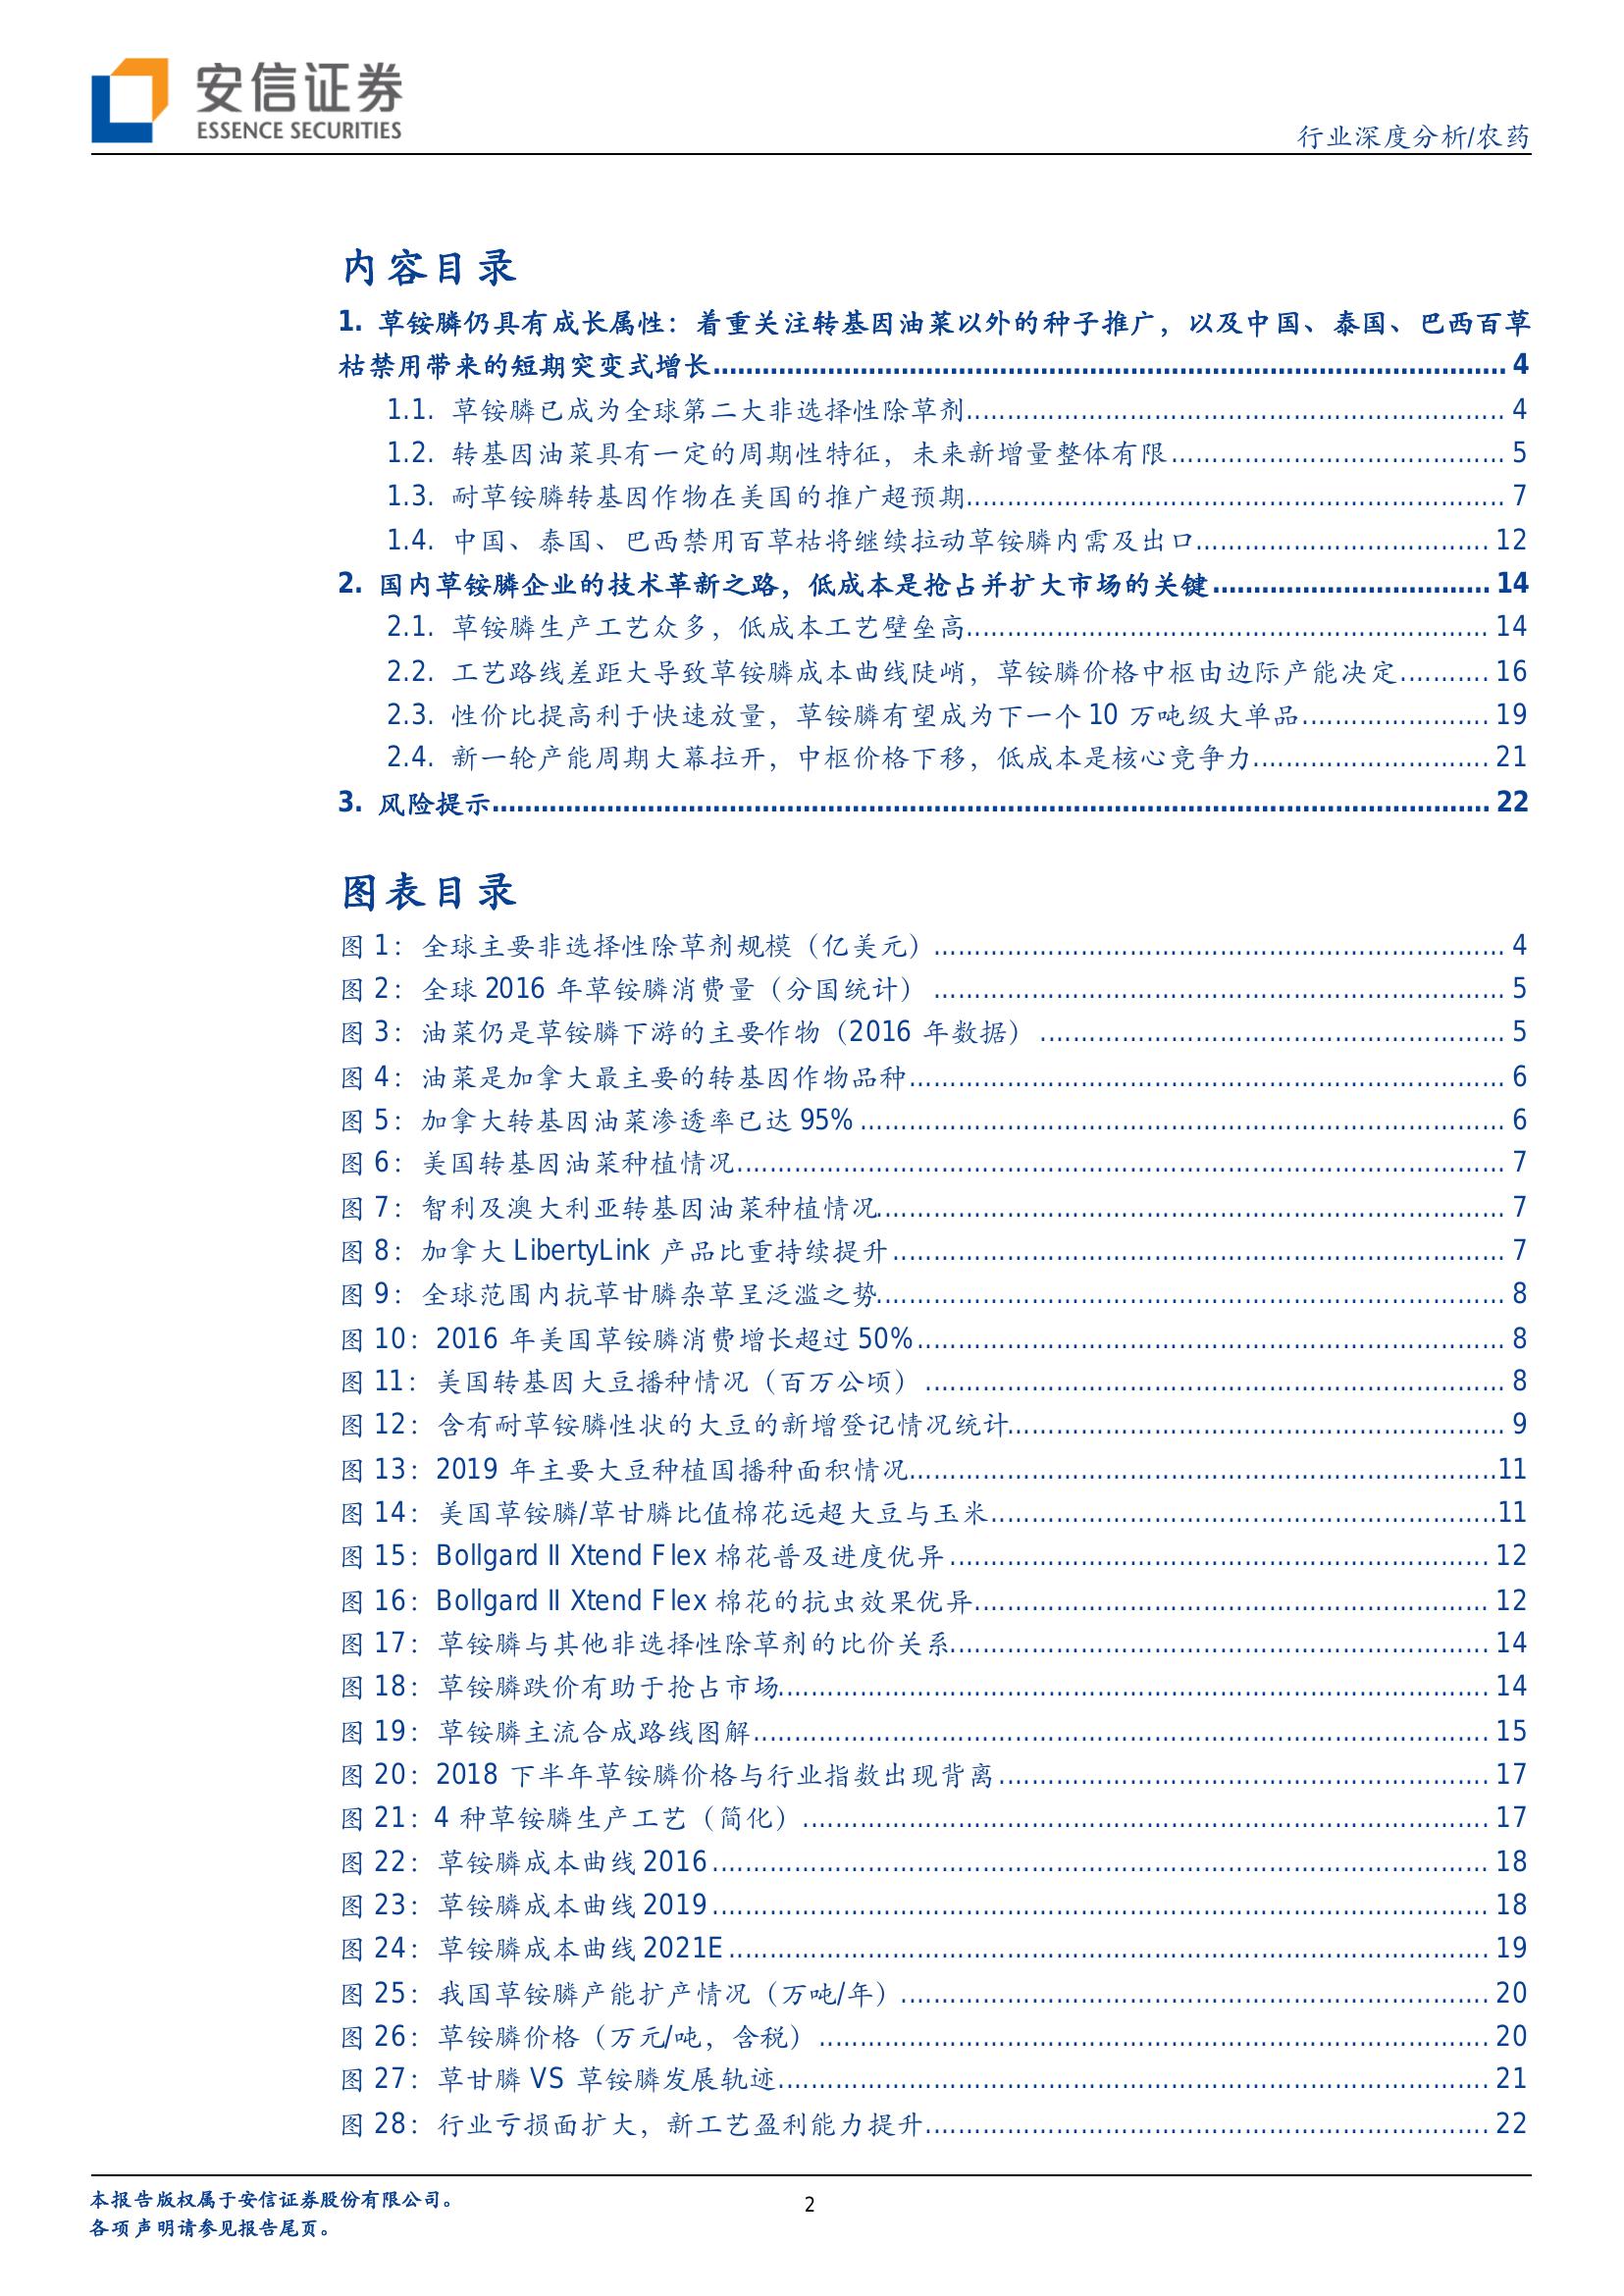 安信证券
ESSENCE SECURITIES
行业深度分析/农药
内容目录
1. 草铵膦仍具有成长属性：着重关注转基因油菜以外的种子推广，以及中国、泰国、巴西百草
枯禁用带来的短期突变式增长 4
1.1. 草铵膦已成为全球第二大非选择性除草剂 4
1.2. 转基因油菜具有一定的周期性特征，未来新增量整体有限 5
1.3. 耐草铵膦转基因作物在美国的推广超预期 7
1.4. 中国、泰国、巴西禁用百草枯将继续拉动草铵膦内需及出口 12
2. 国内草铵膦企业的技术革新之路，低成本是抢占并扩大市场的关键 14
2.1. 草铵膦生产工艺众多，低成本工艺壁垒高 14
2.2. 工艺路线差距大导致草铵膦成本曲线陡峭，草铵膦价格中枢由边际产能决定 16
2.3. 性价比提高利于快速放量，草铵膦有望成为下一个 10 万吨级大单品 19
2.4. 新一轮产能周期大幕拉开，中枢价格下移，低成本是核心竞争力 21
3. 风险提示 22
图表目录
图 1：全球主要非选择性除草剂规模（亿美元） 4
图 2：全球 2016 年草铵膦消费量（分国统计） 5
图 3：油菜仍是草铵膦下游的主要作物（2016 年数据） 5
图 4：油菜是加拿大最主要的转基因作物品种 6
图 5：加拿大转基因油菜渗透率已达 95% 6
图 6：美国转基因油菜种植情况 7
图 7：智利及澳大利亚转基因油菜种植情况 7
图 8：加拿大 LibertyLink 产品比重持续提升 7
图 9：全球范围内抗草甘膦杂草呈泛滥之势 8
图 10：2016 年美国草铵膦消费增长超过 50% 8
图 11：美国转基因大豆播种情况（百万公顷） 8
图 12：含有耐草铵膦性状的大豆的新增登记情况统计 9
图 13：2019 年主要大豆种植国播种面积情况 11
图 14：美国草铵膦/草甘膦比值棉花远超大豆与玉米 11
图 15：Bollgard II Xtend Flex 棉花普及进度优异 12
图 16：Bollgard II Xtend Flex 棉花的抗虫效果优异 12
图 17：草铵膦与其他非选择性除草剂的比价关系 14
图 18：草铵膦跌价有助于抢占市场 14
图 19：草铵膦主流合成路线图解 15
图 20：2018 下半年草铵膦价格与行业指数出现背离 17
图 21：4 种草铵膦生产工艺（简化） 17
图 22：草铵膦成本曲线 2016 18
图 23：草铵膦成本曲线 2019 18
图 24：草铵膦成本曲线 2021E 19
图 25：我国草铵膦产能扩产情况（万吨/年） 20
图 26：草铵膦价格（万元/吨，含税） 20
图 27：草甘膦 VS 草铵膦发展轨迹 21
图 28：行业亏损面扩大，新工艺盈利能力提升 22
本报告版权属于安信证券股份有限公司。
各项声明请参见报告尾页。
2